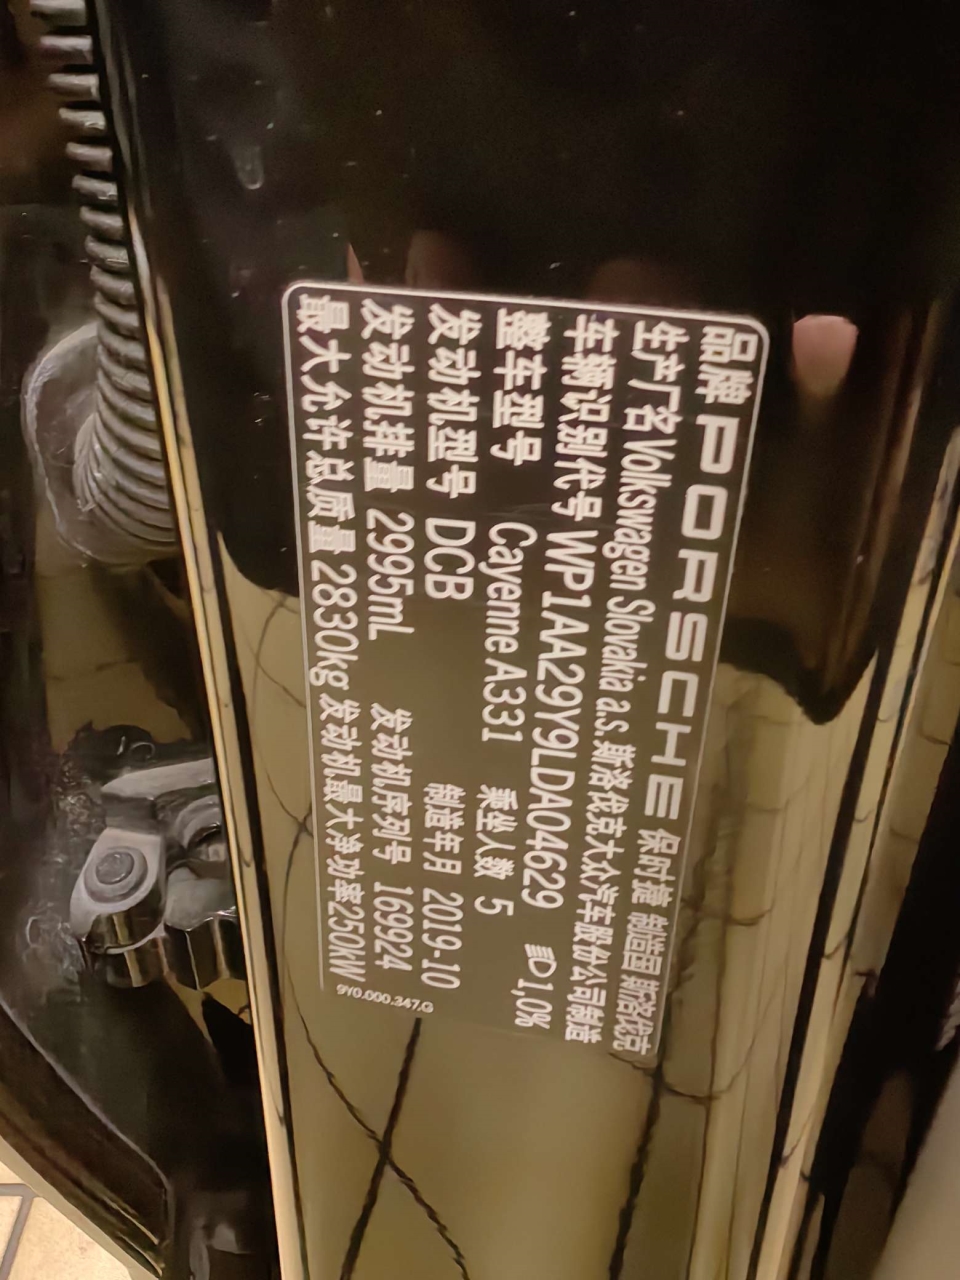 品牌 PORSCHE 保时捷 制造国 斯洛伐克
生产厂名 Volkswagen Slovakia a.s. 斯洛伐克大众汽车股份公司制造
车辆识别代号 WP1AA29Y9LDA04629
整车型号 Cayenne A331 乘坐人数 5 D1,0%
发动机型号 DCB 制造年月 2019-10
发动机排量 2995mL 发动机序列号 169924
最大允许总质量 2830kg 发动机最大净功率250kW
9Y0.000.347.G